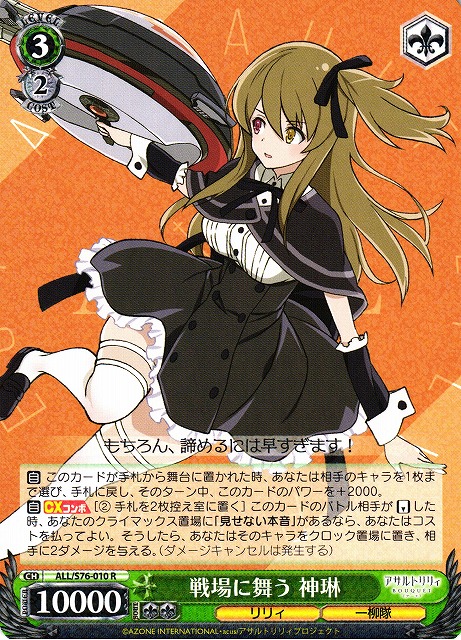 LEVEL
3
2
COST
もちろん、諦めるには早すぎます!
自 このカードが手札から舞台に置かれた時、あなたは相手のキャラを1枚
まで選び、手札に戻し、そのターン中、このカードのパワーを+2000。
自 CXコンボ [② 手札を2枚控え室に置く] このカードのバトル相手が した
時、あなたのクライマックス置場に「見せない本音」があるなら、あなたはコス
トを払ってよい。そうしたら、あなたはそのキャラをクロック置場に置き、相
手に2ダメージを与える。(ダメージキャンセルは発生する)
CH ALL/S76-010 R
戦場に舞う 神琳
アサルトリリィ
BOUQUET
POWER 10000 SOUL
リリィ 一柳隊
©AZONE INTERNATIONAL・acus/アサルトリリィプロジェクト